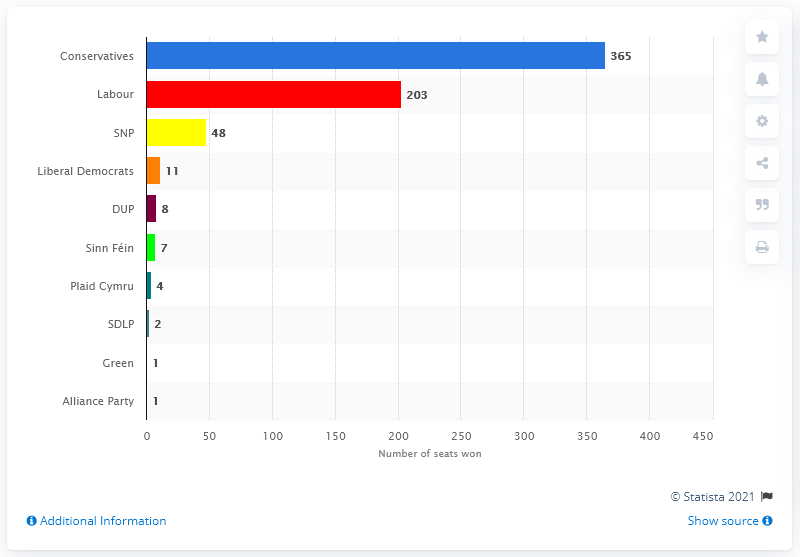 Conservatives 365
Labour 203
SNP 48
Liberal Democrats 11
DUP 8
Sinn Féin 7
Plaid Cymru 4
SDLP 2
Green 1
Alliance Party 1
0 50 100 150 200 250 300 350 400 450
Number of seats won
© Statista 2021
Additional Information Show source